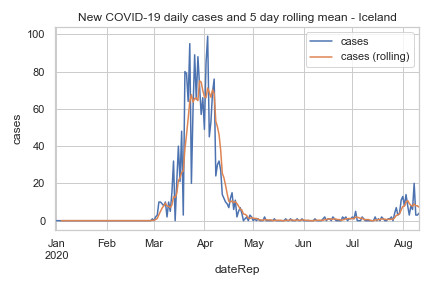 New COVID-19 daily cases and 5 day rolling mean - Iceland
cases
cases (rolling)
100
80
60
40
20
0
cases
Jan Feb Mar Apr May Jun Jul Aug
2020
dateRep